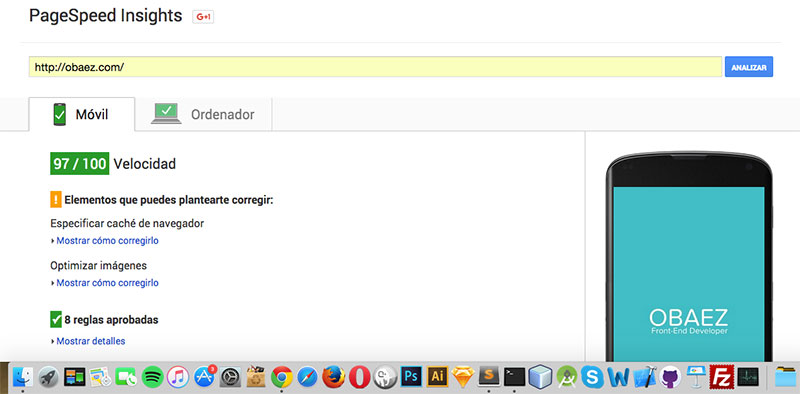 PageSpeed Insights
G+1
http://obaez.com/
ANALIZAR
Móvil
Ordenador
97 / 100 Velocidad
! Elementos que puedes plantearte corregir:
Especificar caché de navegador
Mostrar cómo corregirlo
Optimizar imágenes
Mostrar cómo corregirlo
8 reglas aprobadas
Mostrar detalles
OBAEZ
Front-End Developer
3
Ps
Ai
S
S
W
Fz